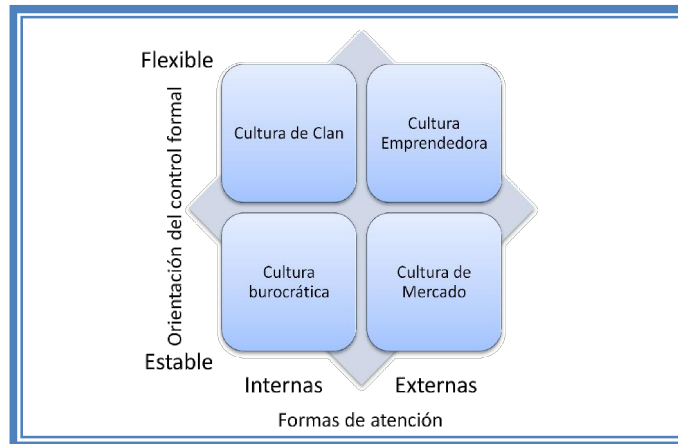 Flexible
Orientación del control formal
Cultura de Clan
Cultura
Emprendedora
Cultura
burocrática
Cultura de
Mercado
Estable
Internas
Externas
Formas de atención